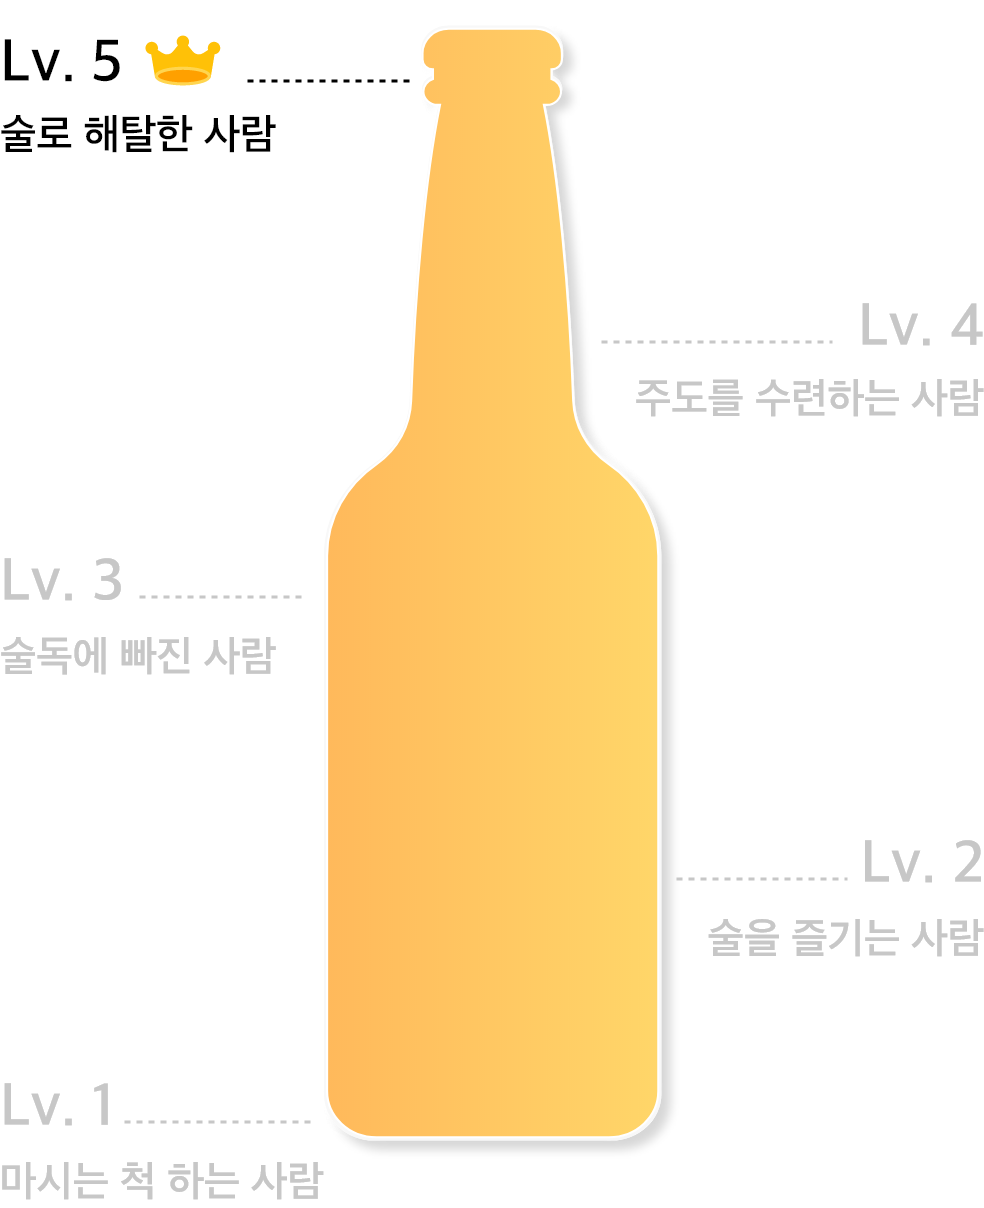 Lv. 5
술로 해탈한 사람
Lv. 4
주도를 수련하는 사람
Lv. 3
술독에 빠진 사람
Lv. 2
술을 즐기는 사람
Lv. 1
마시는 척 하는 사람